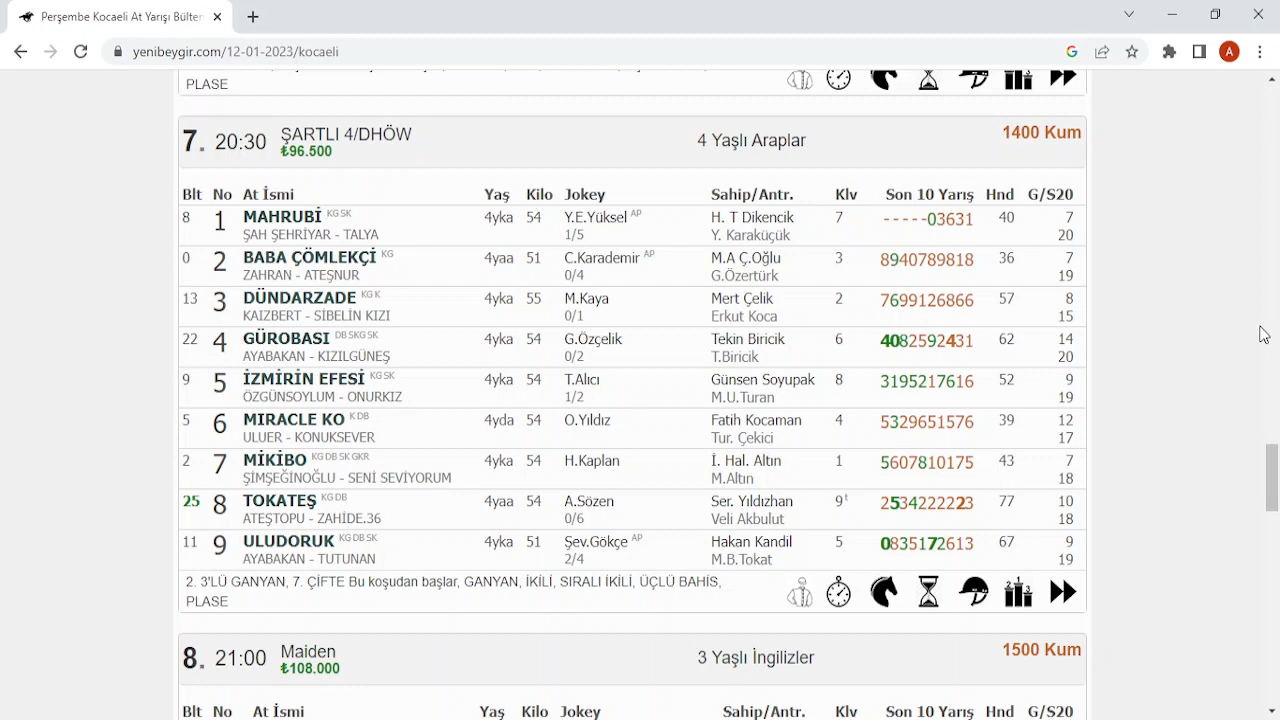 Perşembe Kocaeli At Yarışı Bülten
yenibeygir.com/12-01-2023/kocaeli
A
PLASE
7. 20:30 ŞARTLI 4/DHÖW 4 Yaşlı Araplar 1400 Kum
₺96.500
Blt No At İsmi Yaş Kilo Jokey Sahip/Antr. Klv Son 10 Yarış Hnd G/S20
8 1 MAHRUBİ KG SK 4yka 54 Y.E.Yüksel AP H. T Dikencik 7 -----03631 40 7
ŞAH ŞEHRİYAR - TALYA 1/5 Y. Karaküçük 20
0 2 BABA ÇÖMLEKÇİ KG 4yaa 51 C.Karademir AP M.A Ç.Oğlu 3 8940789818 36 7
ZAHRAN - ATEŞNUR 0/4 G.Özertürk 19
13 3 DÜNDARZADE KG K 4yka 55 M.Kaya Mert Çelik 2 7699126866 57 8
KAIZBERT - SİBELİN KIZI 0/1 Erkut Koca 15
22 4 GÜROBASI DB SKG SK 4yka 54 G.Özçelik Tekin Biricik 6 4082592431 62 14
AYABAKAN - KIZILGÜNEŞ 0/2 T.Biricik 20
9 5 İZMİRİN EFESİ KG SK 4yka 54 T.Alıcı Günsen Soyupak 8 3195217616 52 9
ÖZGÜNSOYLUM - ONURKIZ 1/2 M.U.Turan 19
5 6 MIRACLE KO K DB 4yda 54 O.Yıldız Fatih Kocaman 4 5329651576 39 12
ULUER - KONUKSEVER Tur. Çekici 17
2 7 MİKİBO KG DB SK GKR 4yka 54 H.Kaplan İ. Hal. Altın 1 5607810175 43 7
ŞİMŞEĞİNOĞLU - SENİ SEVİYORUM M.Altın 18
25 8 TOKATEŞ KG DB 4yaa 54 A.Sözen Ser. Yıldızhan 9 t 2534222223 77 10
ATEŞTOPU - ZAHİDE.36 0/6 Veli Akbulut 18
11 9 ULUDORUK KG DB SK 4yka 51 Şev.Gökçe AP Hakan Kandil 5 0835172613 67 9
AYABAKAN - TUTUNAN 2/4 M.B.Tokat 19
2. 3'LÜ GANYAN, 7. ÇİFTE Bu koşudan başlar, GANYAN, İKİLİ, SIRALI İKİLİ, ÜÇLÜ BAHİS,
PLASE
8. 21:00 Maiden 3 Yaşlı İngilizler 1500 Kum
₺108.000
Blt No At İsmi Yaş Kilo Jokey Sahip/Antr. Klv Son 10 Yarış Hnd G/S20